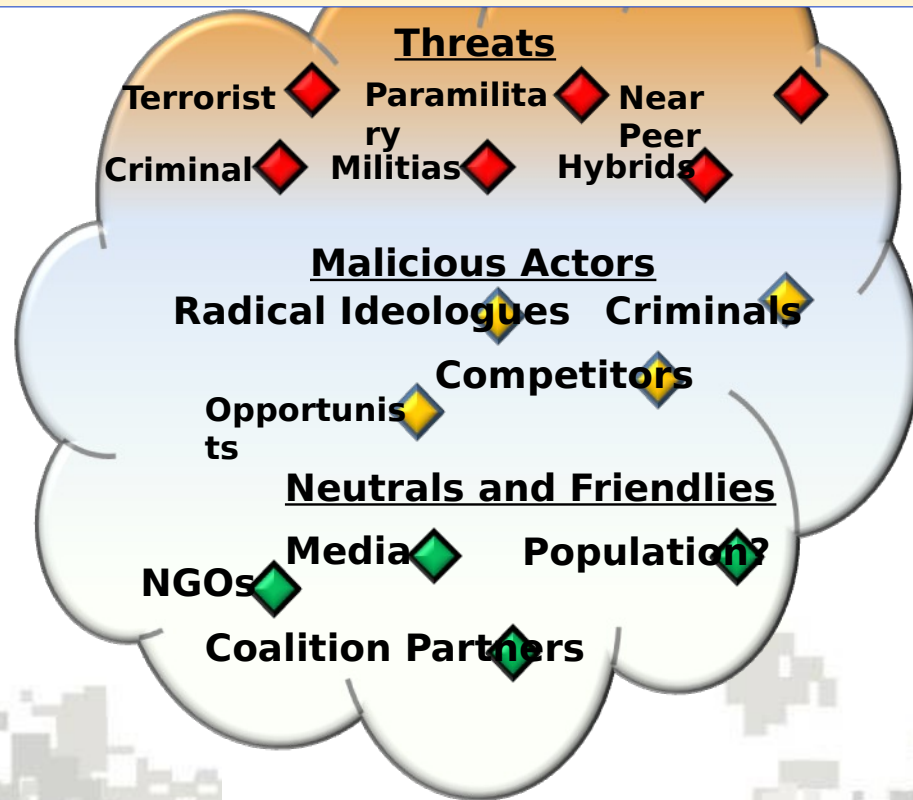 Threats
Terrorist Paramilita Near
ry Peer
Criminal Militias Hybrids
Malicious Actors
Radical Ideologues Criminals
Competitors
Opportunis
ts
Neutrals and Friendlies
Media Population?
NGOs
Coalition Partners